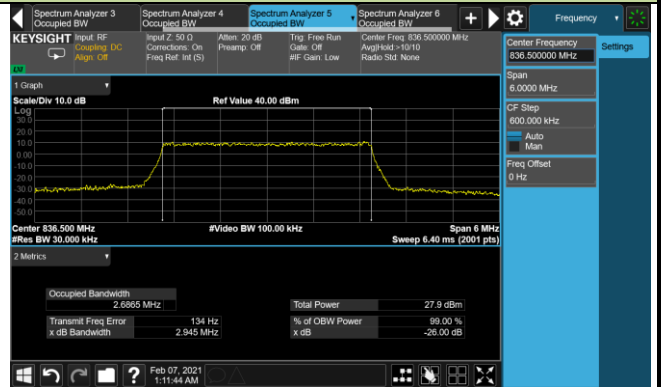 Spectrum Analyzer 3
Occupied BW
Spectrum Analyzer 4
Occupied BW
Spectrum Analyzer 5
Occupied BW
Spectrum Analyzer 6
Occupied BW
+
Frequency
KEYSIGHT
Input: RF
Coupling: DC
Align: Off
Input Z: 50 Ω
Corrections: On
Freq Ref: Int (S)
Atten: 20 dB
Preamp: Off
Trig: Free Run
Gate: Off
#IF Gain: Low
Center Freq: 836.500000 MHz
Avg|Hold:>10/10
Radio Std: None
Center Frequency
836.500000 MHz
Settings
Span
6.0000 MHz
CF Step
600.000 kHz
Auto
Man
Freq Offset
0 Hz
1 Graph
Scale/Div 10.0 dB
Ref Value 40.00 dBm
Log
30.0
20.0
10.0
0.00
-10.0
-20.0
-30.0
-40.0
-50.0
Center 836.500 MHz
#Video BW 100.00 kHz
Span 6 MHz
#Res BW 30.000 kHz
Sweep 6.40 ms (2001 pts)
2 Metrics
Occupied Bandwidth
2.6865 MHz
Total Power
27.9 dBm
Transmit Freq Error
134 Hz
% of OBW Power
99.00 %
x dB Bandwidth
2.945 MHz
x dB
-26.00 dB
?
Feb 07, 2021
1:11:44 AM